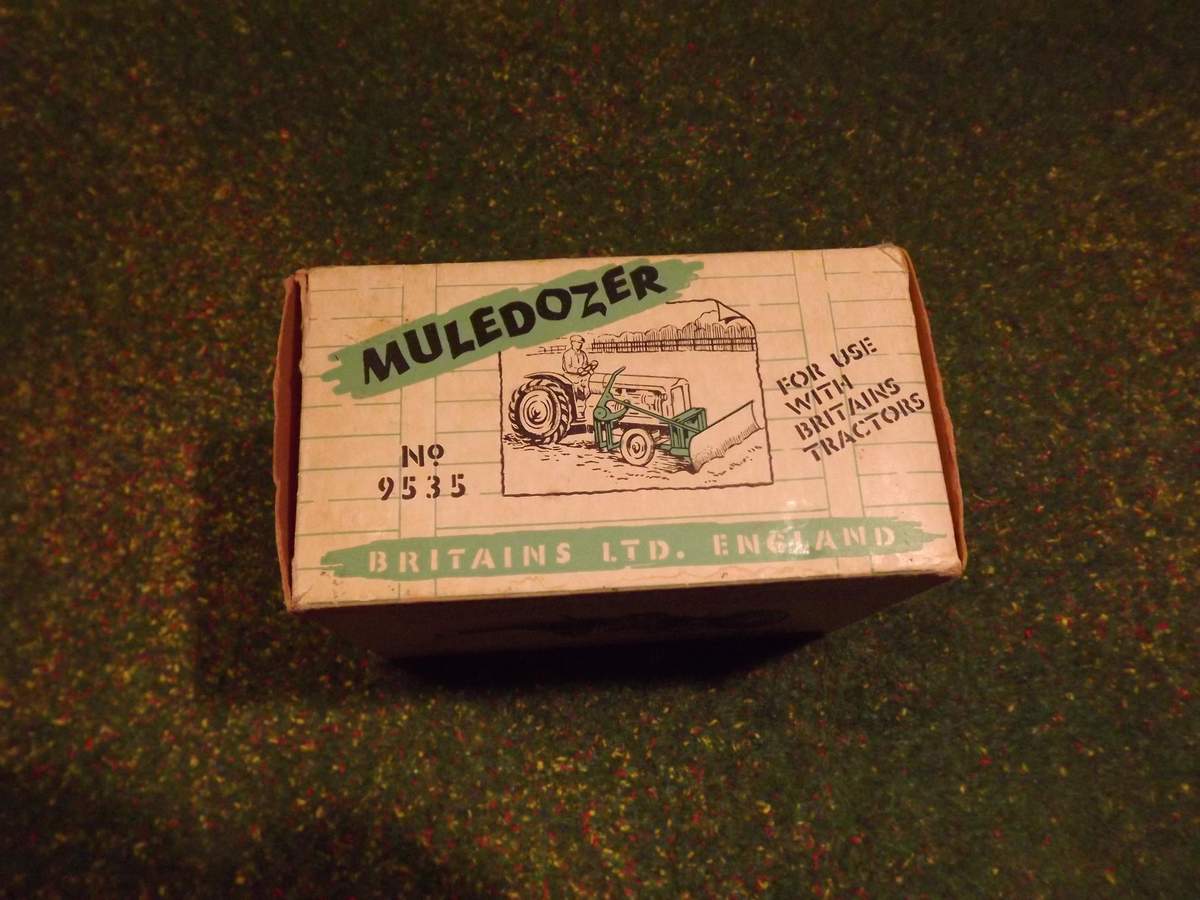 MULEDOZER
Nº
9535
FOR USE
WITH
BRITAINS
TRACTORS
BRITAINS LTD. ENGLAND